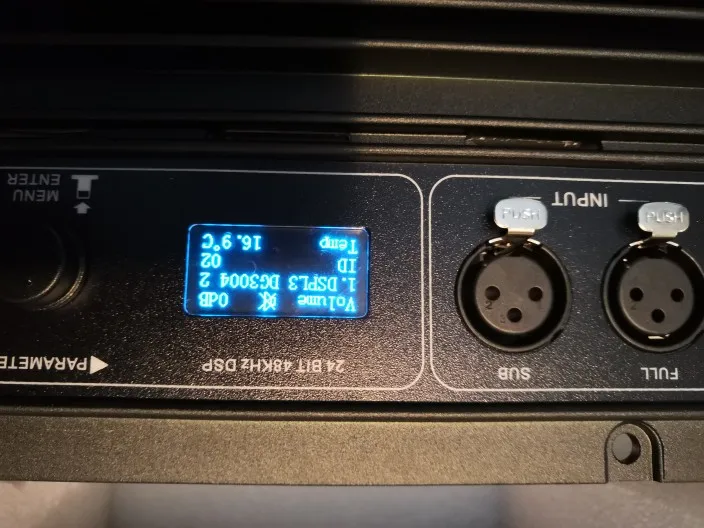 FULL
SUB
INPUT
PUSH
PUSH
24 BIT 48KHz DSP
Volume 0dB
1.DSPL3 DG3004 2
ID 02
Temp 16.9°C
MENU
ENTER